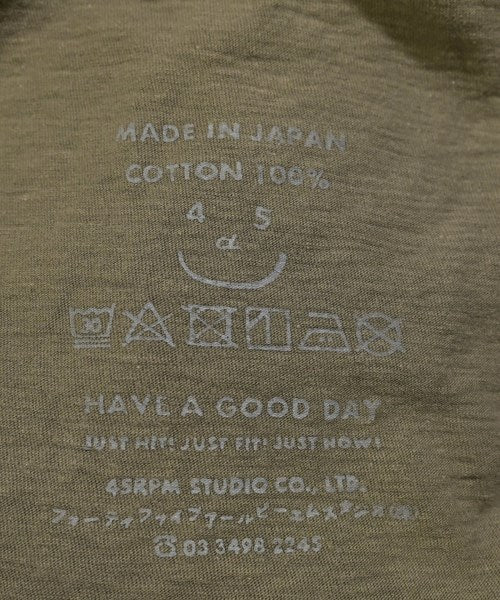 MADE IN JAPAN
COTTON 100%
4 5
α
30
HAVE A GOOD DAY
JUST HIT! JUST FIT! JUST NOW!
45RPM STUDIO CO., LTD.
フォーティファイブアールピーエムスタジオ(株)
☎03 3498 2245